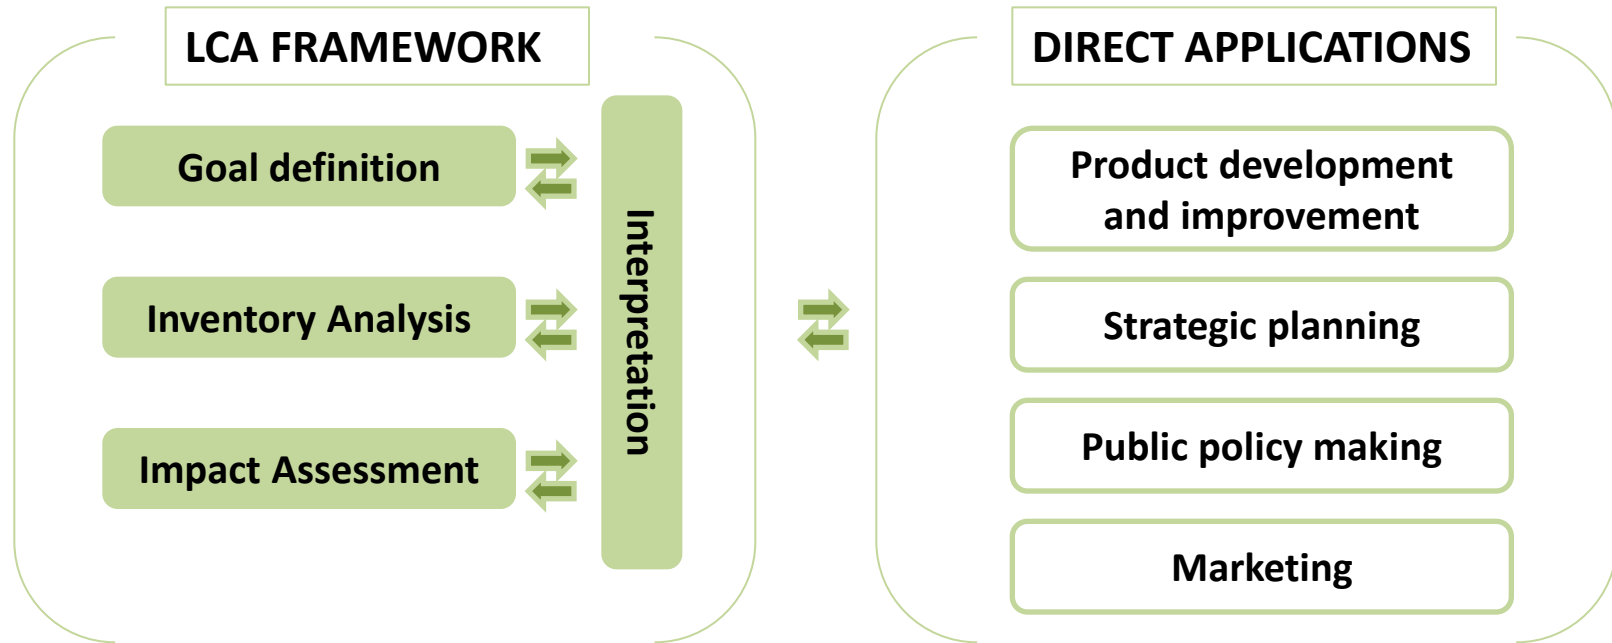 LCA FRAMEWORK
Goal definition
Inventory Analysis
Impact Assessment
Interpretation
DIRECT APPLICATIONS
Product development
and improvement
Strategic planning
Public policy making
Marketing